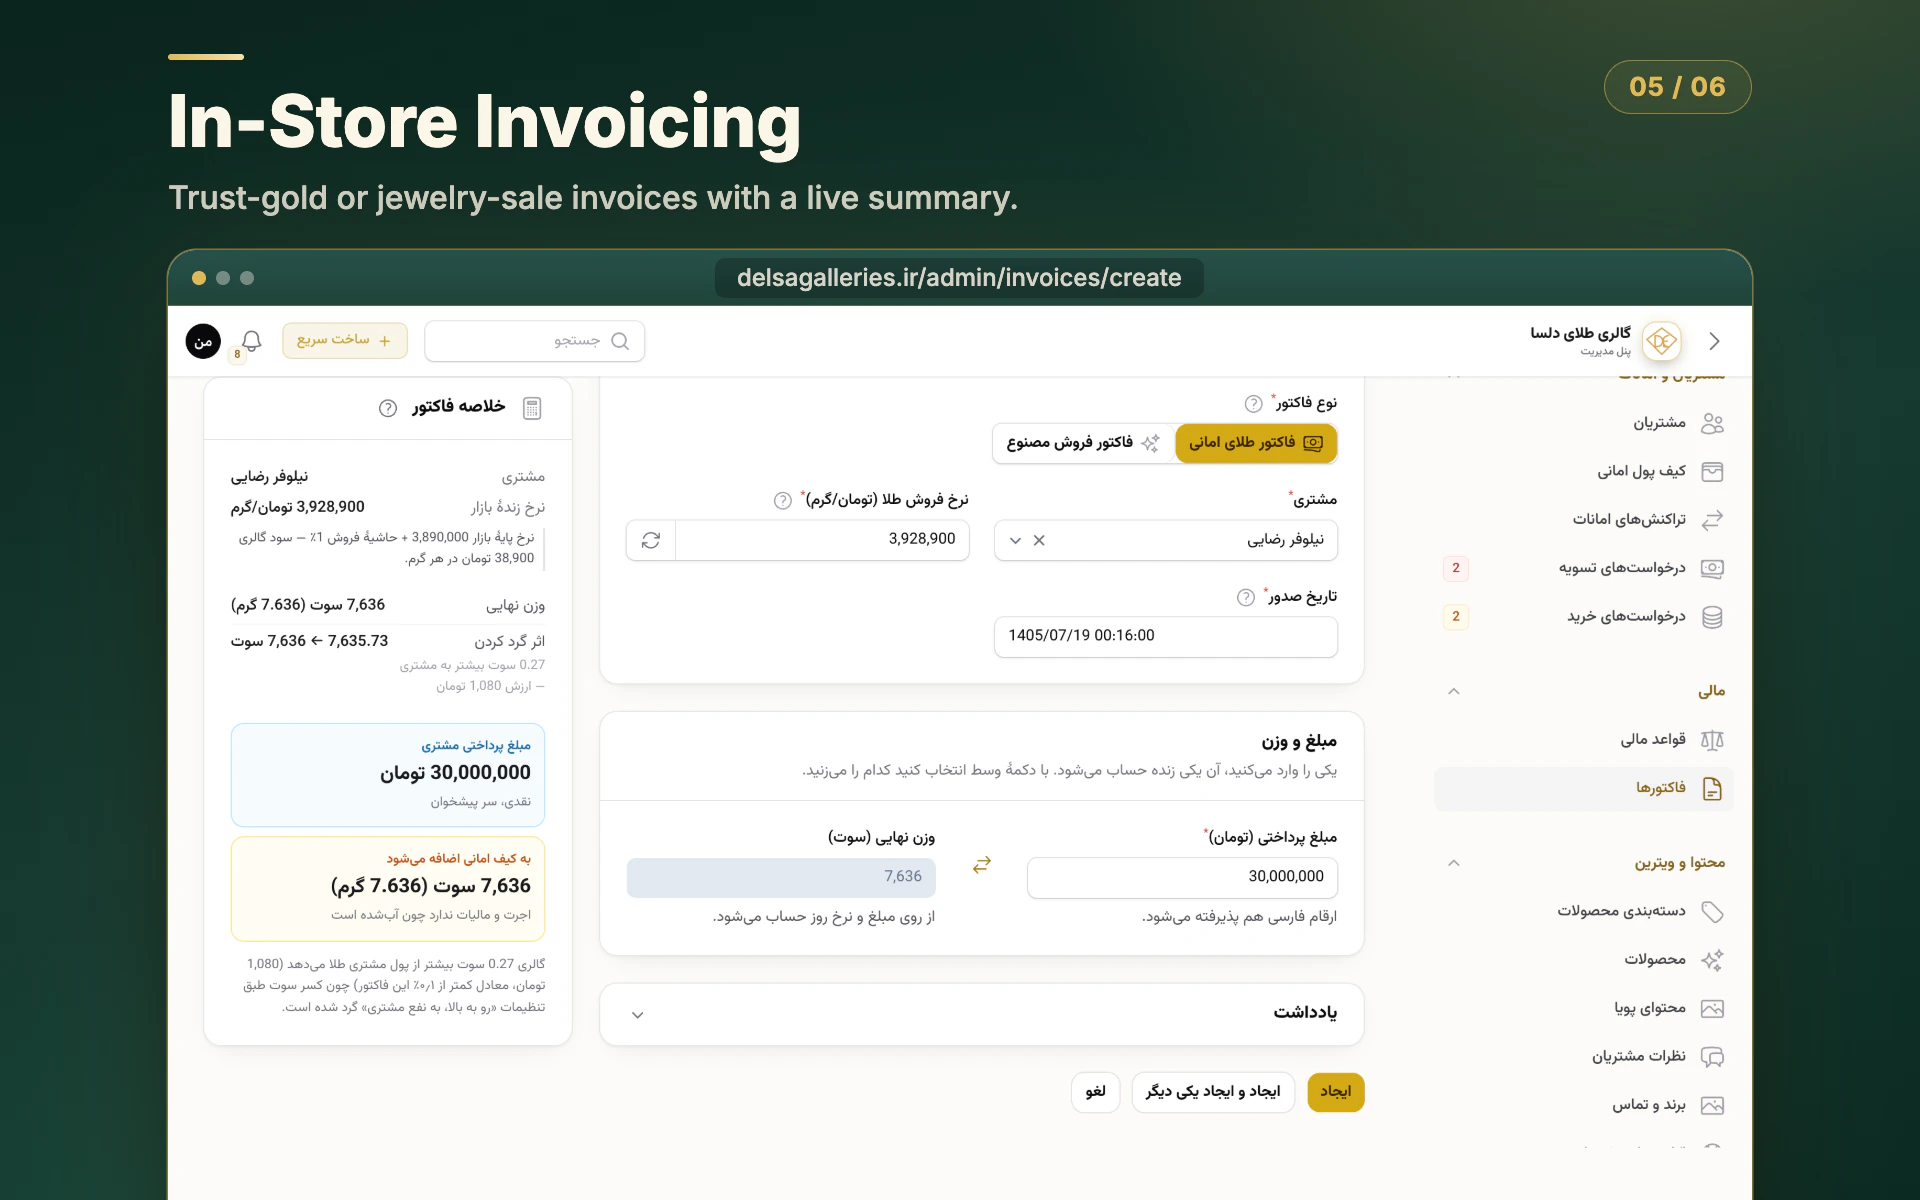 In-Store Invoicing
05 / 06
Trust-gold or jewelry-sale invoices with a live summary.
delsagalleries.ir/admin/invoices/create
گالری طلای دلسا
پنل مدیریت
جستجو
ساخت سریع
8
من
مشتریان و امانات
مشتریان
کیف پول امانی
تراکنش‌های امانات
درخواست‌های تسویه
2
درخواست‌های خرید
2
مالی
قواعد مالی
فاکتورها
محتوا و ویترین
دسته‌بندی محصولات
محصولات
محتوای پویا
نظرات مشتریان
برند و تماس
نوع فاکتور*
فاکتور طلای امانی
فاکتور فروش مصنوع
مشتری*
نیلوفر رضایی
نرخ فروش طلا (تومان/گرم)*
3,928,900
تاریخ صدور*
1405/07/19 00:16:00
مبلغ و وزن
یکی را وارد می‌کنید، آن یکی زنده حساب می‌شود. با دکمهٔ وسط انتخاب کنید کدام را می‌زنید.
مبلغ پرداختی (تومان)*
30,000,000
ارقام فارسی هم پذیرفته می‌شود.
وزن نهایی (سوت)
7,636
از روی مبلغ و نرخ روز حساب می‌شود.
یادداشت
ایجاد
ایجاد و ایجاد یکی دیگر
لغو
خلاصه فاکتور
مشتری
نیلوفر رضایی
نرخ زندهٔ بازار
3,928,900 تومان/گرم
نرخ پایهٔ بازار 3,890,000 + حاشیهٔ فروش 1٪ — سود گالری
38,900 تومان در هر گرم.
وزن نهایی
7,636 سوت (7.636 گرم)
اثر گرد کردن
7,635.73 ← 7,636 سوت
0.27 سوت بیشتر به مشتری
— ارزش 1,080 تومان
مبلغ پرداختی مشتری
30,000,000 تومان
نقدی، سر پیشخوان
به کیف امانی اضافه می‌شود
7,636 سوت (7.636 گرم)
اجرت و مالیات ندارد چون آب‌شده است
گالری 0.27 سوت بیشتر از پول مشتری طلا می‌دهد (1,080
تومان، معادل کمتر از ۰٫۱٪ این فاکتور) چون کسر سوت طبق
تنظیمات «رو به بالا، به نفع مشتری» گرد شده است.